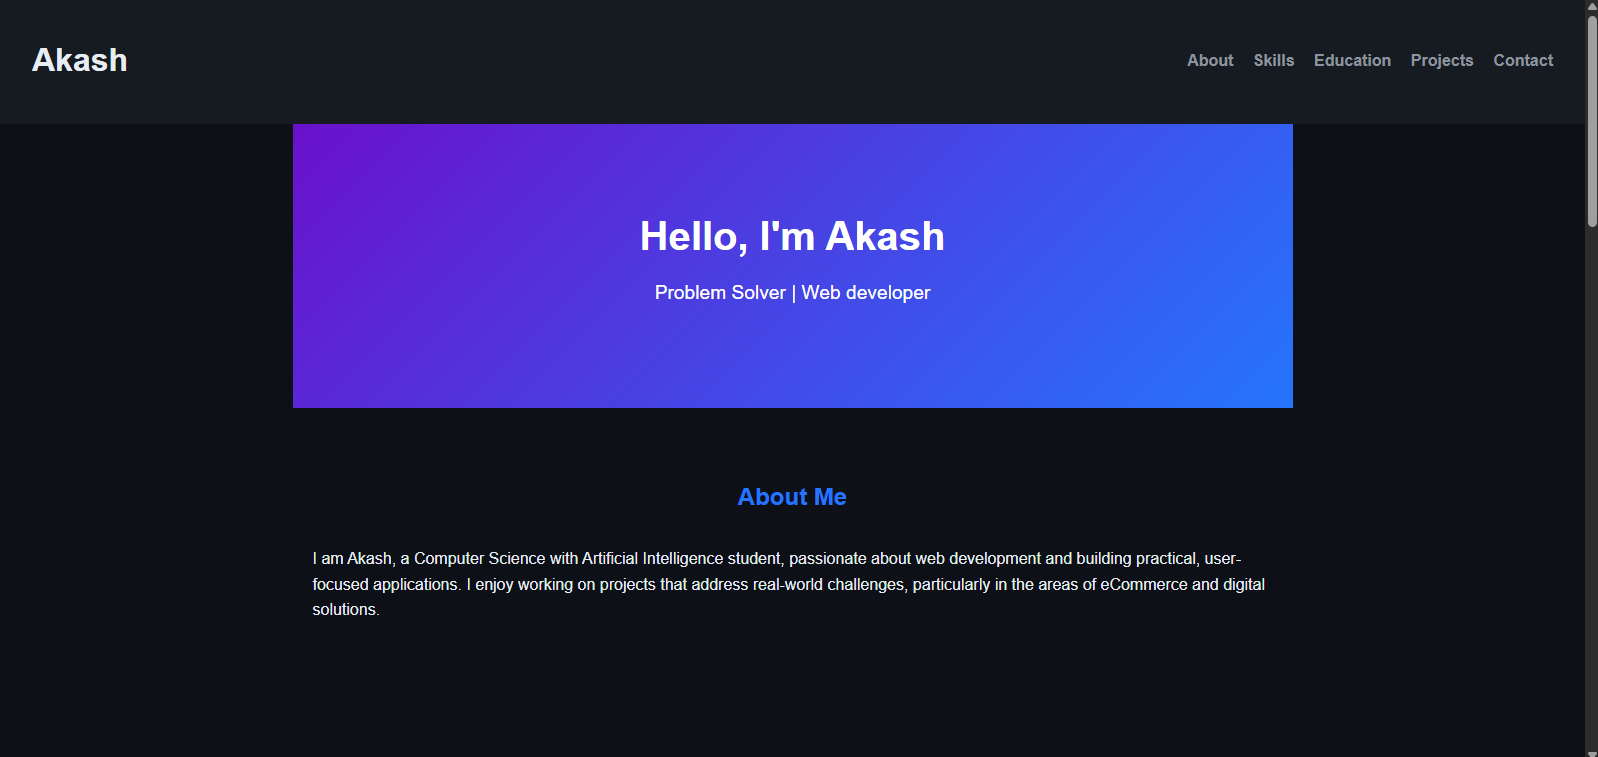 Akash
About Skills Education Projects Contact
Hello, I'm Akash
Problem Solver | Web developer
About Me
I am Akash, a Computer Science with Artificial Intelligence student, passionate about web development and building practical, user-
focused applications. I enjoy working on projects that address real-world challenges, particularly in the areas of eCommerce and digital
solutions.